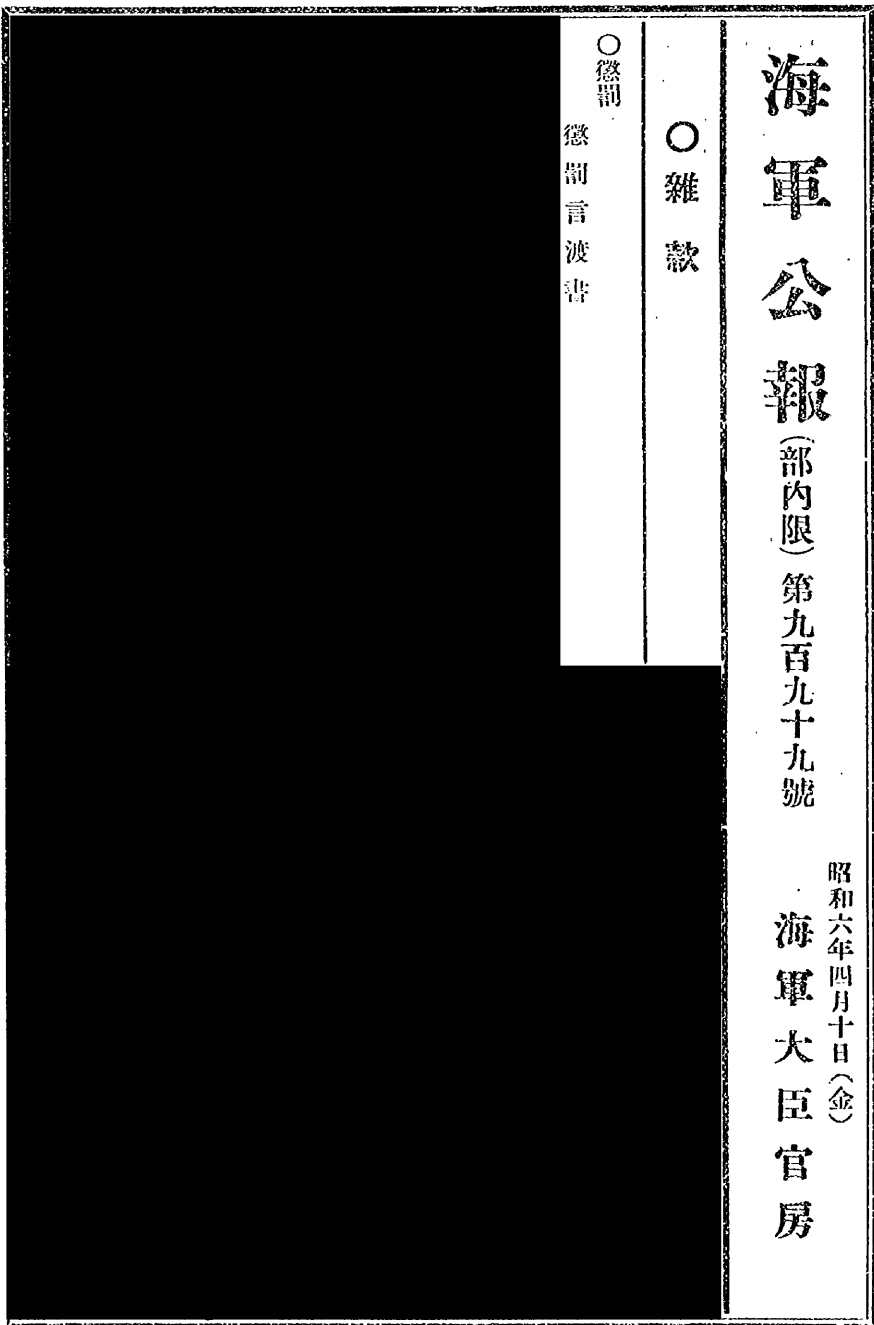 海軍公報(部内限)第九百九十九號
昭和六年四月十日(金)
海軍大臣官房
〇雜款
〇懲罰
懲罰言渡書